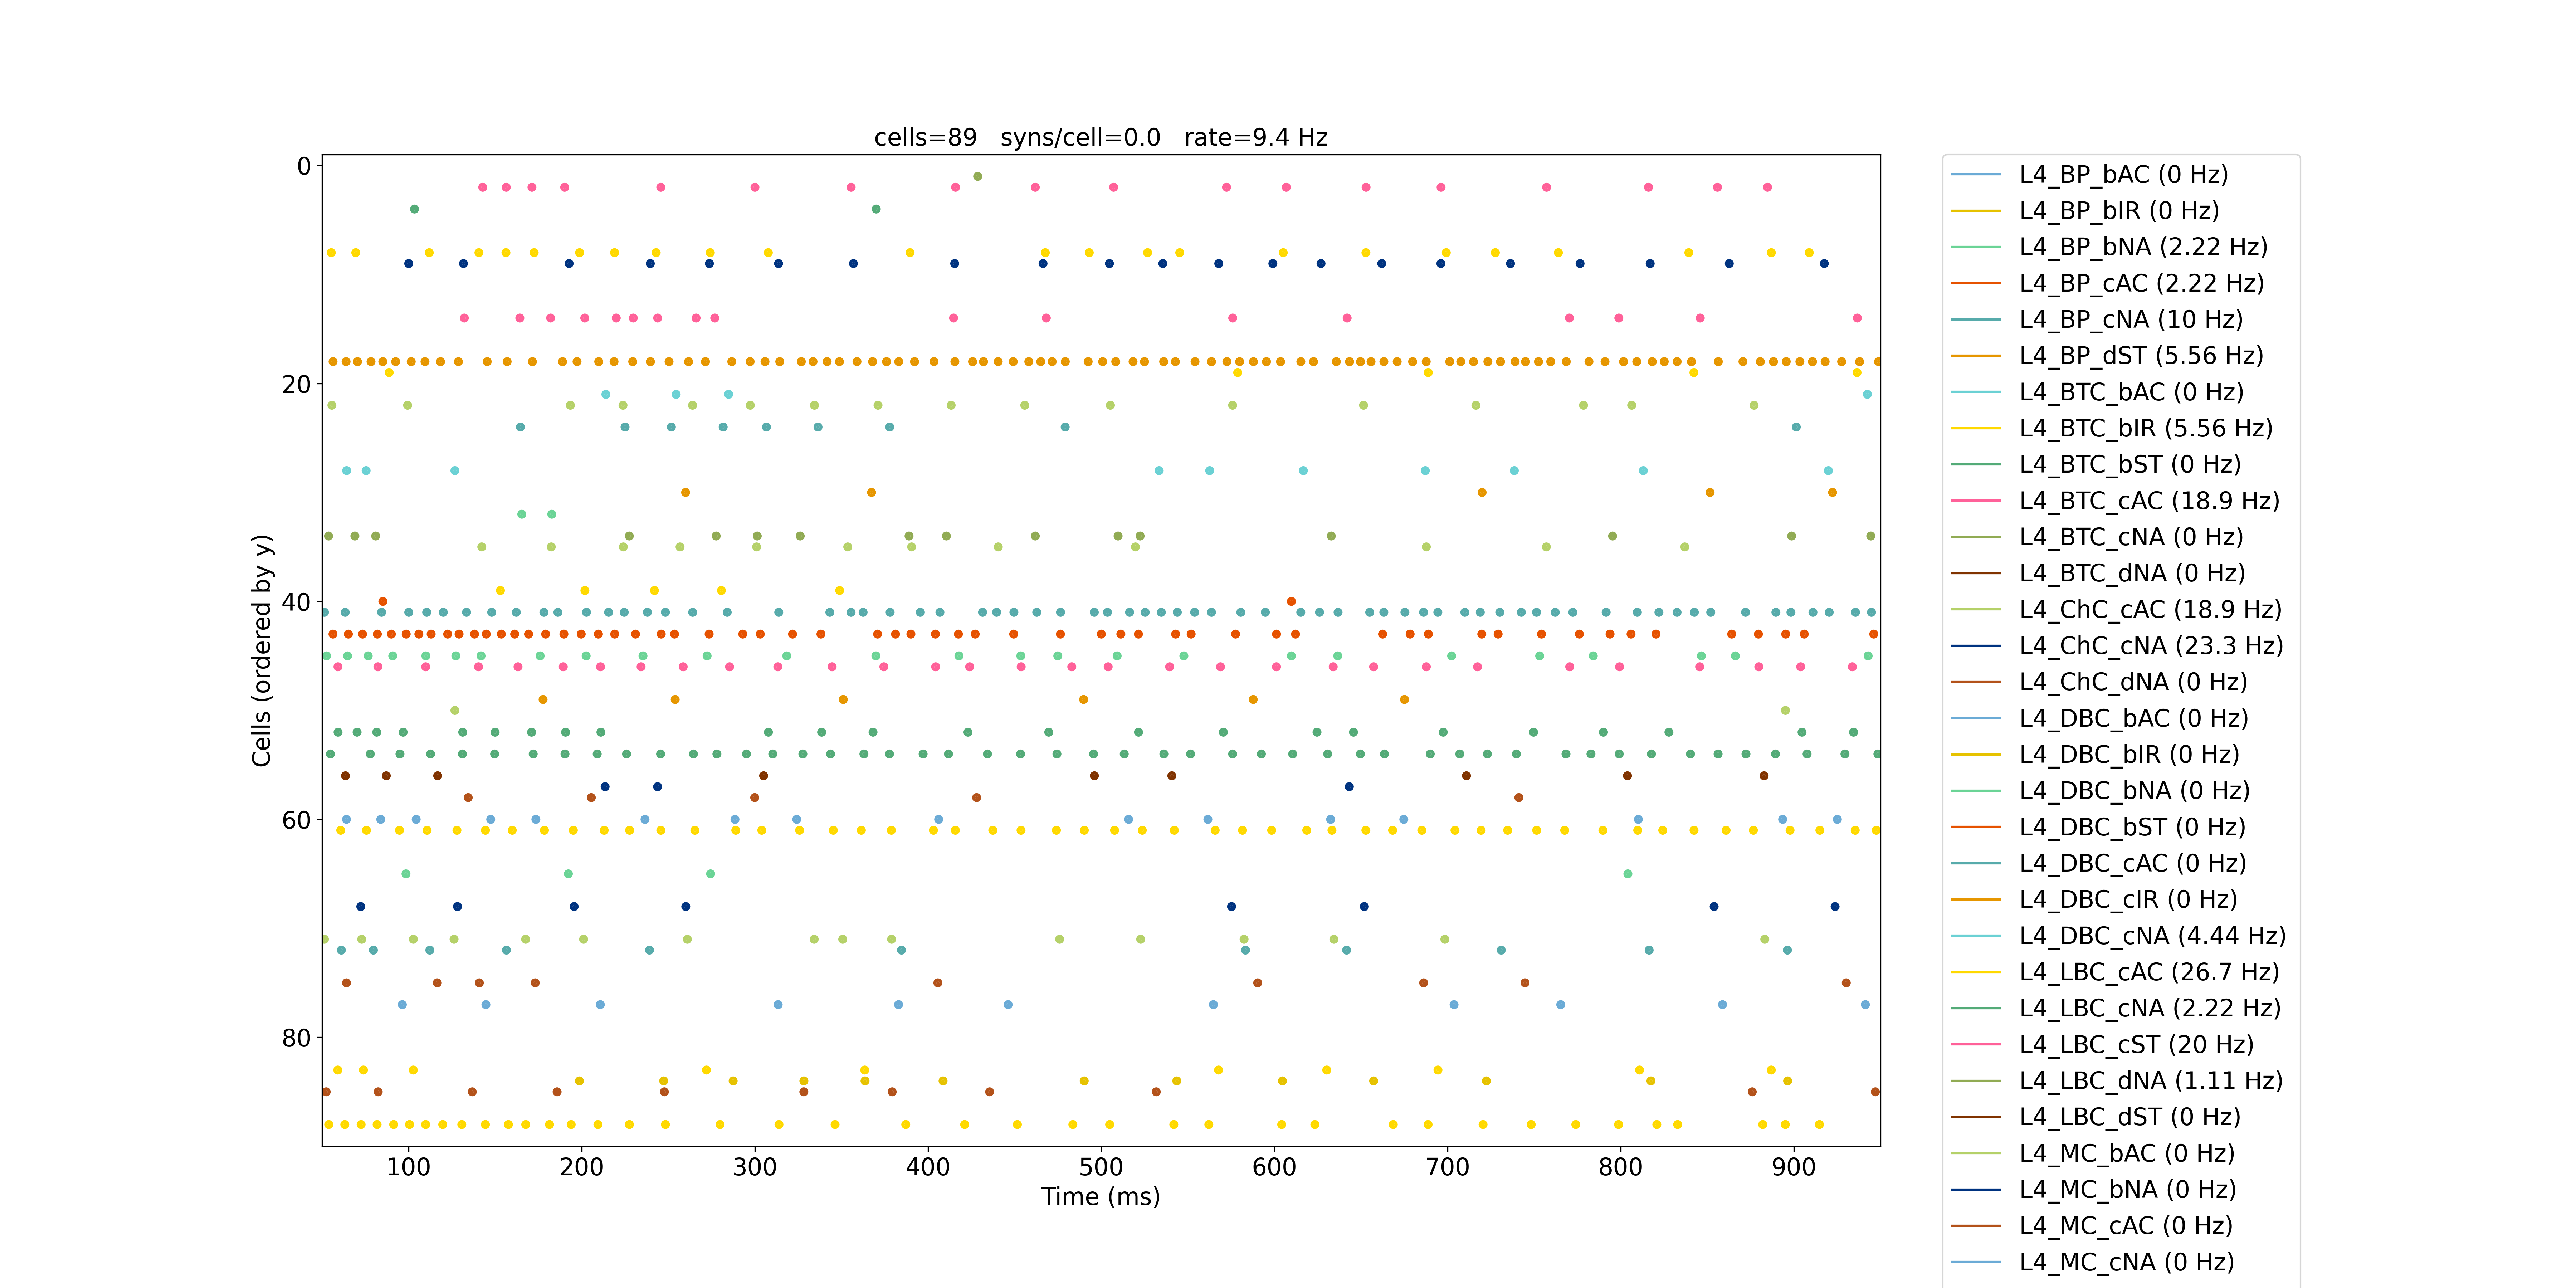 cells=89 syns/cell=0.0 rate=9.4 Hz
0
20
40
60
80
Cells (ordered by y)
100 200 300 400 500 600 700 800 900
Time (ms)
L4_BP_bAC (0 Hz)
L4_BP_bIR (0 Hz)
L4_BP_bNA (2.22 Hz)
L4_BP_cAC (2.22 Hz)
L4_BP_cNA (10 Hz)
L4_BP_dST (5.56 Hz)
L4_BTC_bAC (0 Hz)
L4_BTC_bIR (5.56 Hz)
L4_BTC_bST (0 Hz)
L4_BTC_cAC (18.9 Hz)
L4_BTC_cNA (0 Hz)
L4_BTC_dNA (0 Hz)
L4_ChC_cAC (18.9 Hz)
L4_ChC_cNA (23.3 Hz)
L4_ChC_dNA (0 Hz)
L4_DBC_bAC (0 Hz)
L4_DBC_bIR (0 Hz)
L4_DBC_bNA (0 Hz)
L4_DBC_bST (0 Hz)
L4_DBC_cAC (0 Hz)
L4_DBC_cIR (0 Hz)
L4_DBC_cNA (4.44 Hz)
L4_LBC_cAC (26.7 Hz)
L4_LBC_cNA (2.22 Hz)
L4_LBC_cST (20 Hz)
L4_LBC_dNA (1.11 Hz)
L4_LBC_dST (0 Hz)
L4_MC_bAC (0 Hz)
L4_MC_bNA (0 Hz)
L4_MC_cAC (0 Hz)
L4_MC_cNA (0 Hz)